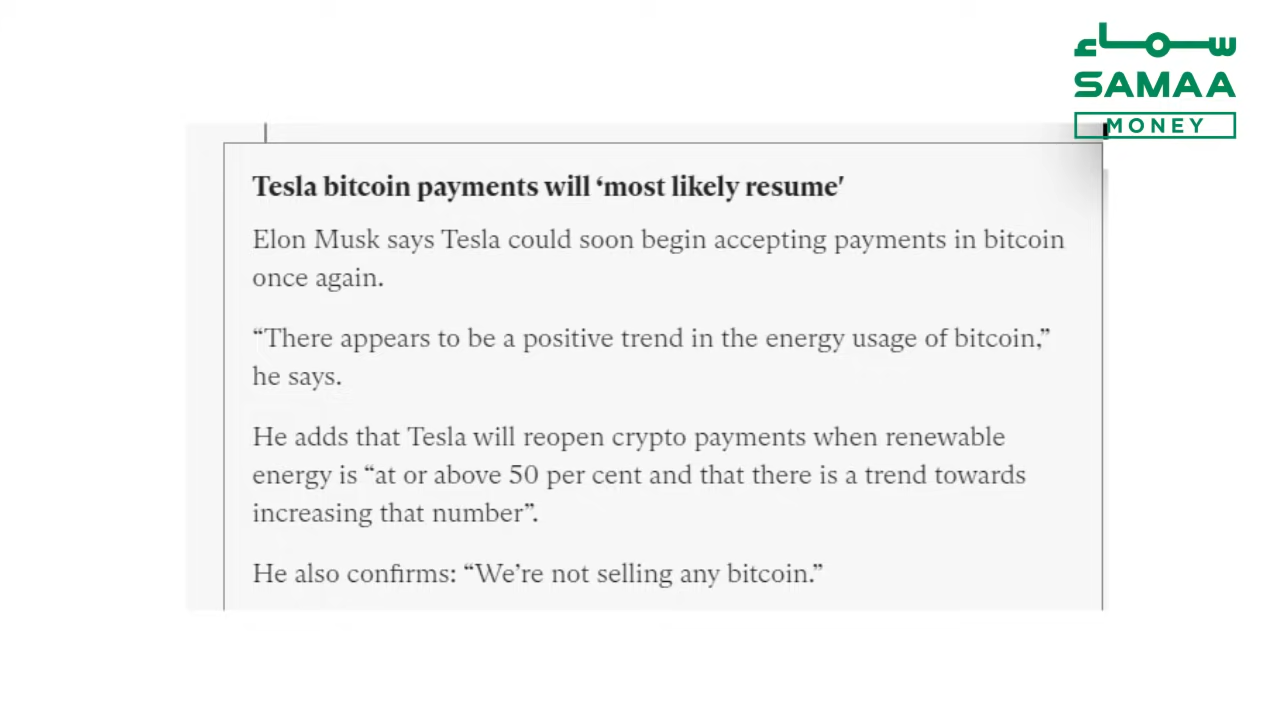 سماء
SAMAA
MONEY
Tesla bitcoin payments will ‘most likely resume’
Elon Musk says Tesla could soon begin accepting payments in bitcoin
once again.
“There appears to be a positive trend in the energy usage of bitcoin,”
he says.
He adds that Tesla will reopen crypto payments when renewable
energy is “at or above 50 per cent and that there is a trend towards
increasing that number”.
He also confirms: “We’re not selling any bitcoin.”